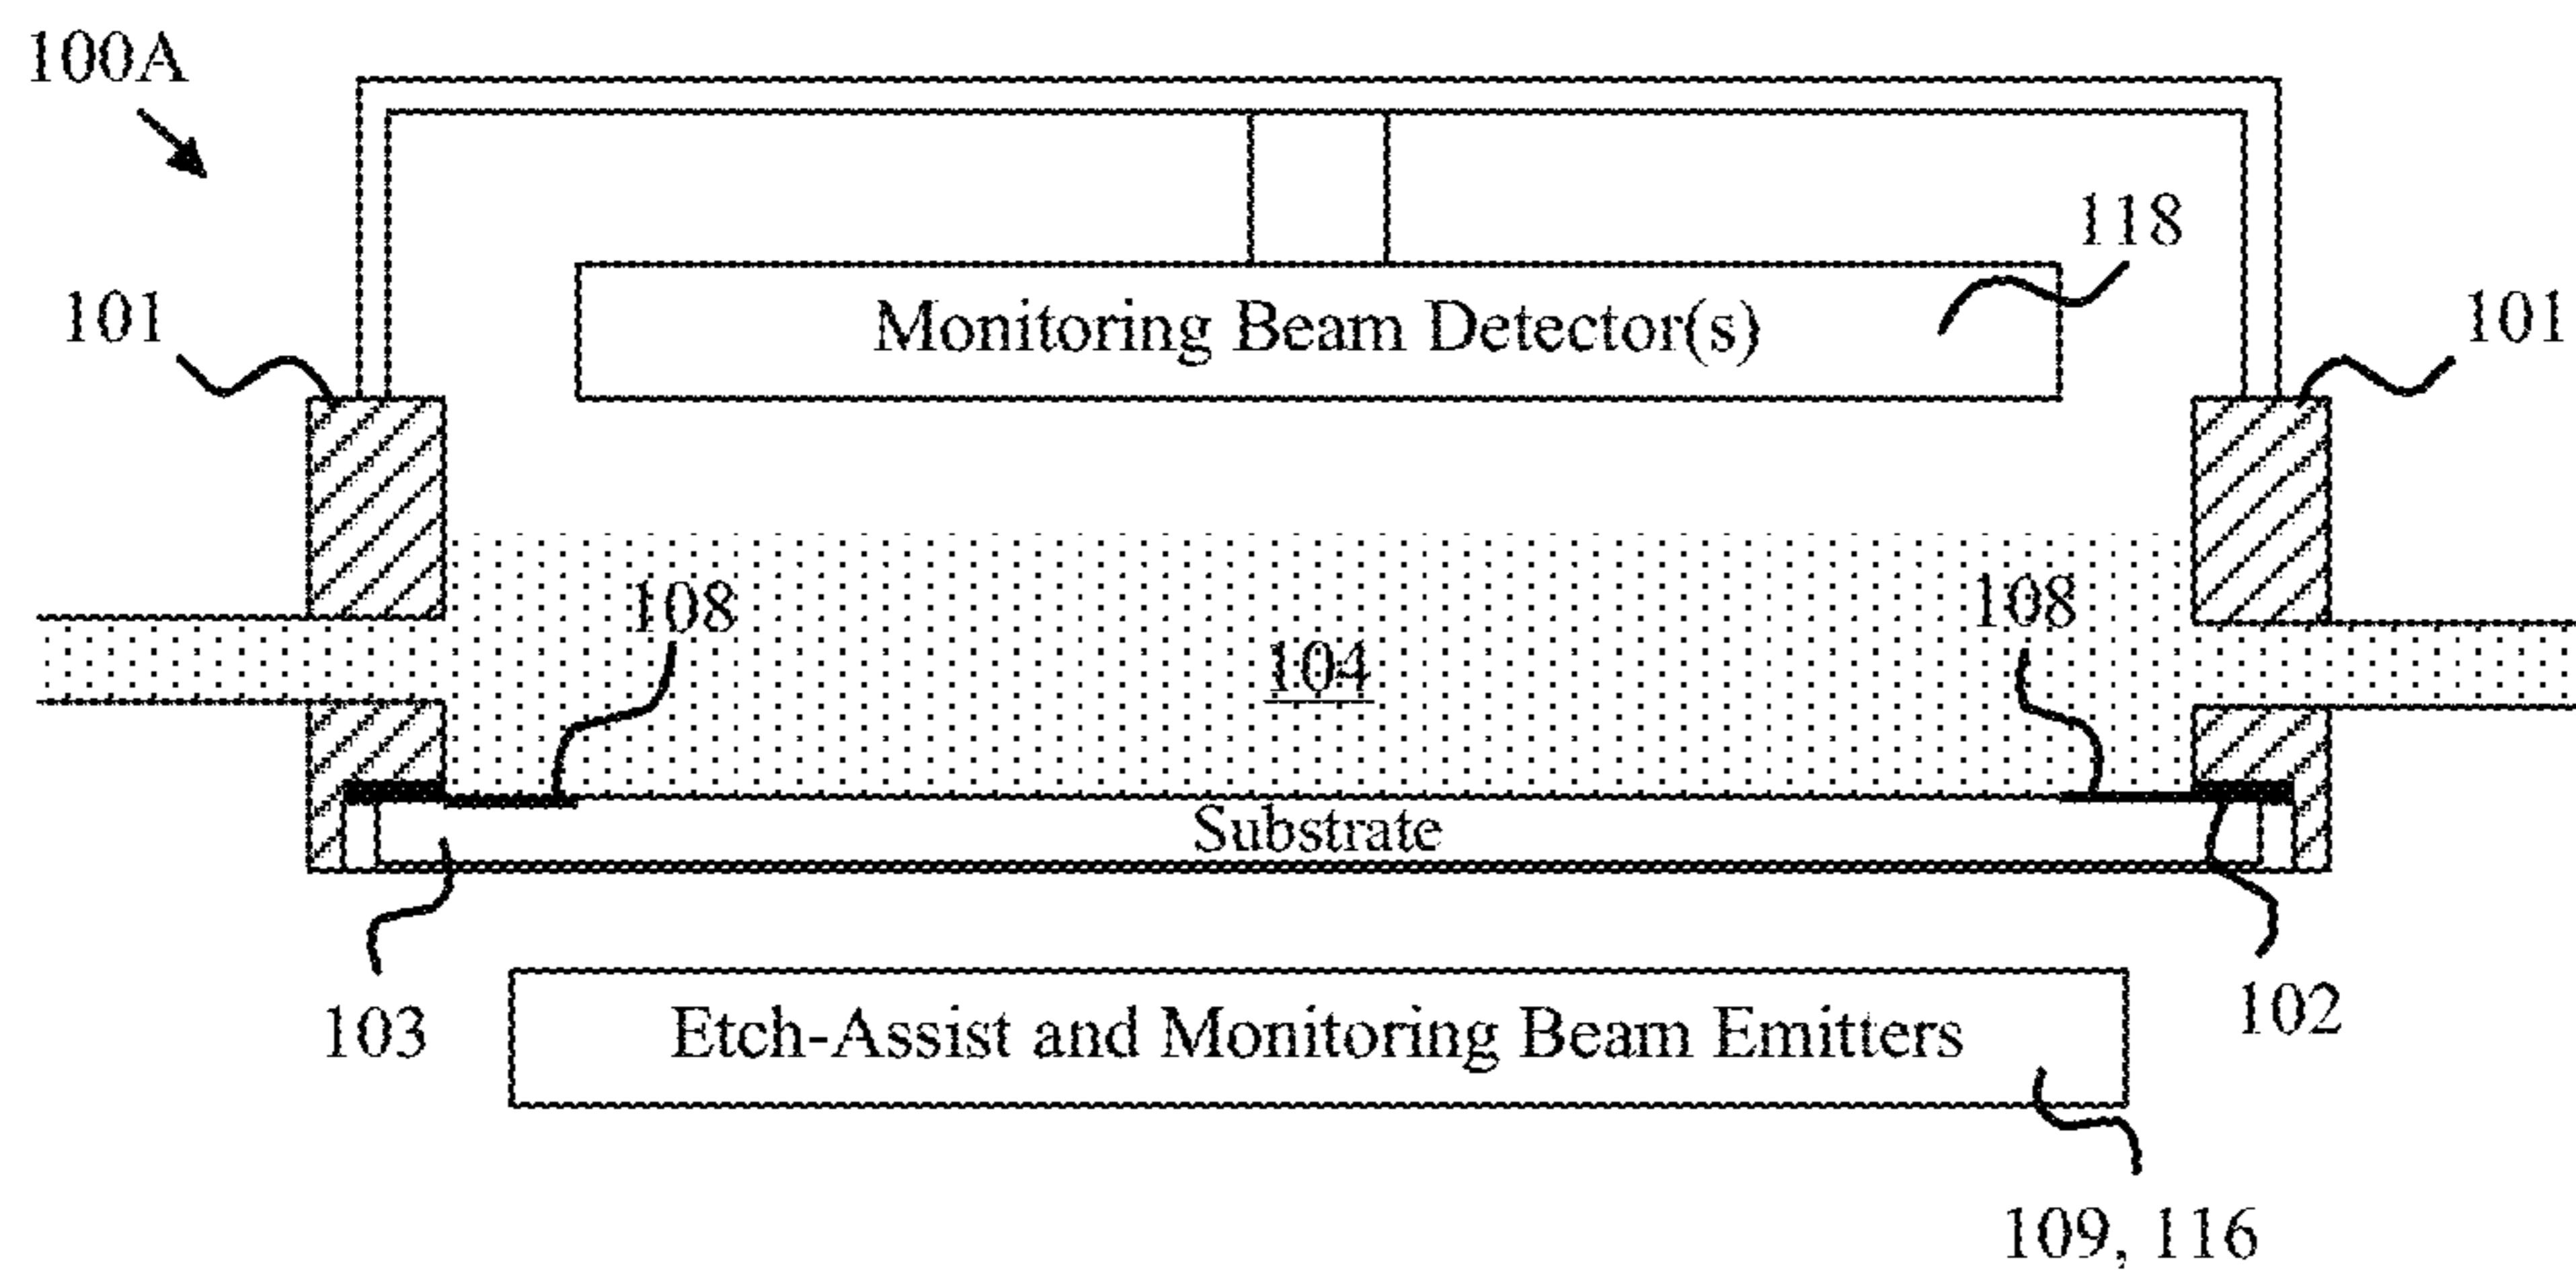 100A
118
101
101
Monitoring Beam Detector(s)
108
108
104
Substrate
103
102
Etch-Assist and Monitoring Beam Emitters
109, 116